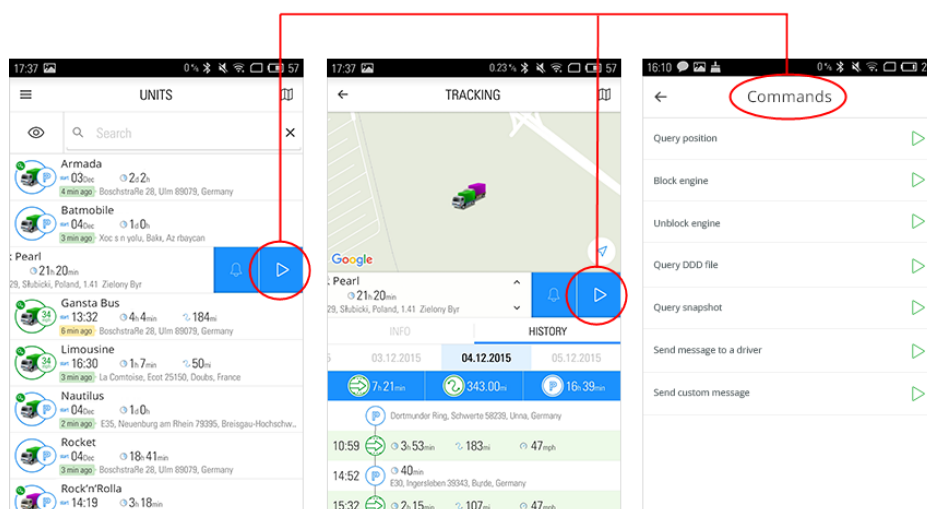 17:37
0 %
57
UNITS
Search
Armada
03Dec 2d 2h
4 min ago Boschstraße 28, Ulm 89079, Germany
Batmobile
04Dec 1d 0h
3 min ago Xoc s n yolu, Bakı, Az rbaycan
Pearl
21h 20min
29, Słubicki, Poland, 1.41 Zielony Byr
Gansta Bus
34 mph 13:32 4h 4min 184mi
6 min ago Boschstraße 28, Ulm 89079, Germany
Limousine
34 mph 16:30 1h 7min 50mi
3 min ago La Comtoise, Ecot 25150, Doubs, France
Nautilus
04Dec 1d 0h
2 min ago E35, Neuenburg am Rhein 79395, Breisgau-Hochschw..
Rocket
04Dec 18h 41min
3 min ago Boschstraße 28, Ulm 89079, Germany
Rock'n'Rolla
14:19 3h 18min
17:37
0.23 %
57
TRACKING
Google
Pearl
21h 20min
29, Słubicki, Poland, 1.41 Zielony Byr
INFO HISTORY
03.12.2015 04.12.2015 05.12.2015
7h 21min 343.00mi P 16h 39min
P Dortmunder Ring, Schwerte 58239, Unna, Germany
10:59 3h 53min 183mi 47mph
14:52 P 40min
E30, Ingersleben 39343, Burde, Germany
15:32 2h 15min 107mi 47mph
16:10
0 %
2
Commands
Query position
Block engine
Unblock engine
Query DDD file
Query snapshot
Send message to a driver
Send custom message